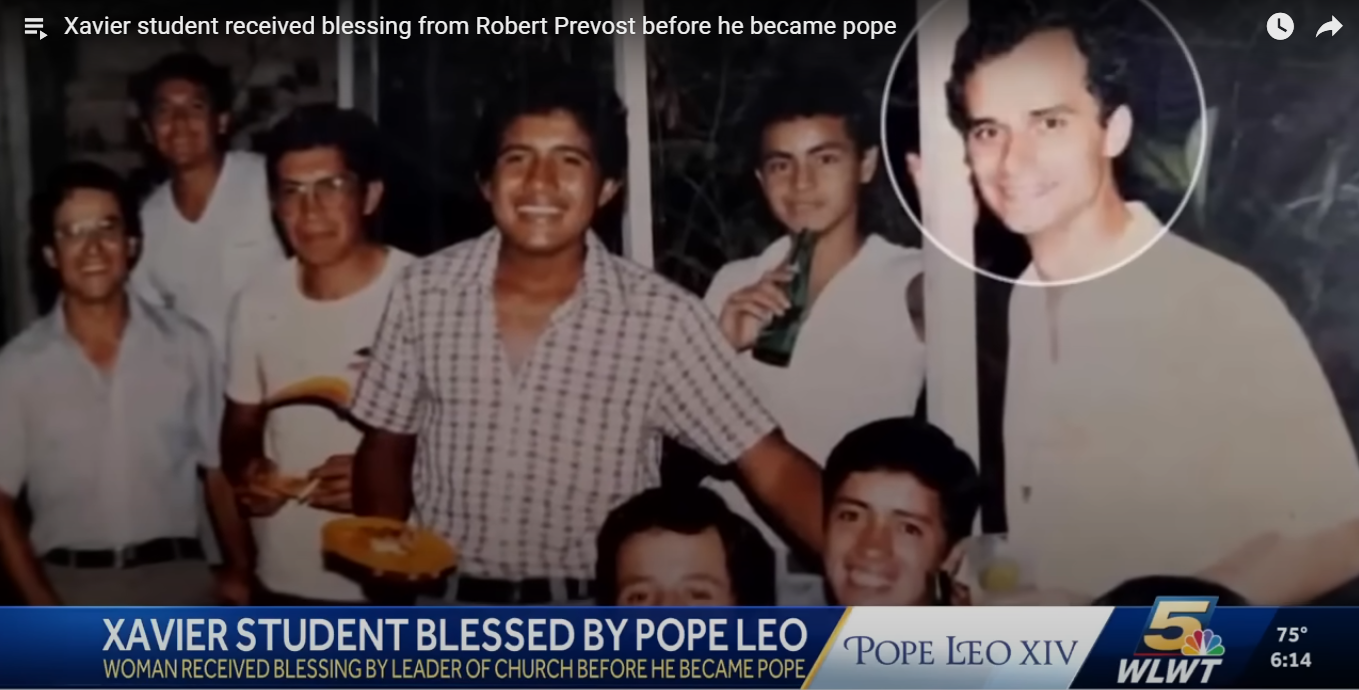 Xavier student received blessing from Robert Prevost before he became pope
XAVIER STUDENT BLESSED BY POPE LEO
WOMAN RECEIVED BLESSING BY LEADER OF CHURCH BEFORE HE BECAME POPE
POPE LEO XIV
5
WLWT
75°
6:14